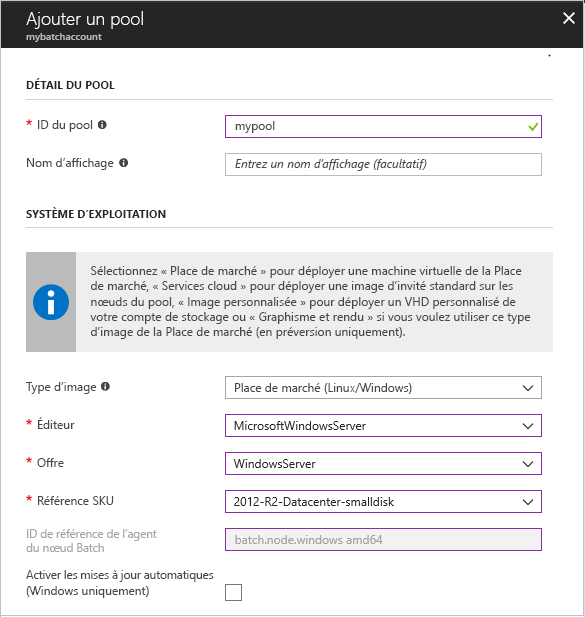 Ajouter un pool
mybatchaccount
DÉTAIL DU POOL
* ID du pool
mypool
Nom d'affichage
Entrez un nom d'affichage (facultatif)
SYSTÈME D'EXPLOITATION
Sélectionnez « Place de marché » pour déployer une machine virtuelle de la Place
de marché, « Services cloud » pour déployer une image d'invité standard sur les
nœuds du pool, « Image personnalisée » pour déployer un VHD personnalisé de
votre compte de stockage ou « Graphisme et rendu » si vous voulez utiliser ce type
d'image de la Place de marché (en préversion uniquement).
Type d'image
Place de marché (Linux/Windows)
* Éditeur
MicrosoftWindowsServer
* Offre
WindowsServer
* Référence SKU
2012-R2-Datacenter-smalldisk
ID de référence de l'agent
du nœud Batch
batch.node.windows amd64
Activer les mises à jour automatiques
(Windows uniquement)